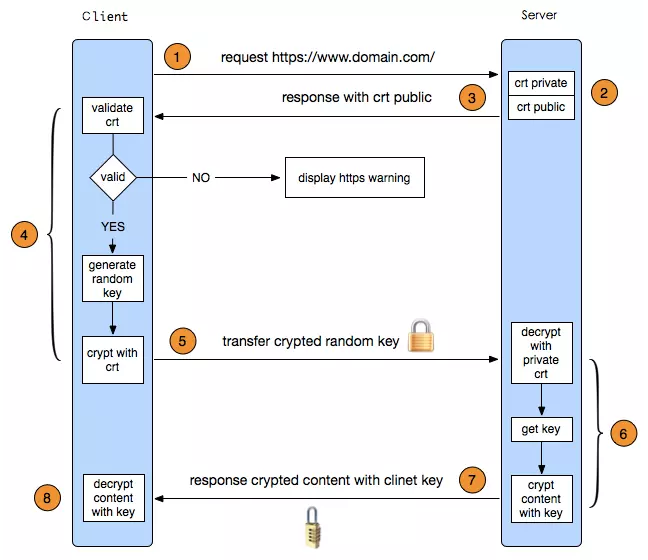 Client
Server
1
request https://www.domain.com/
crt private
crt public
2
response with crt public
3
validate
crt
valid
NO
display https warning
YES
4
generate
random
key
crypt with
crt
5
transfer crypted random key
decrypt
with
private
crt
get key
6
crypt
content
with key
response crypted content with clinet key
7
8
decrypt
content
with key